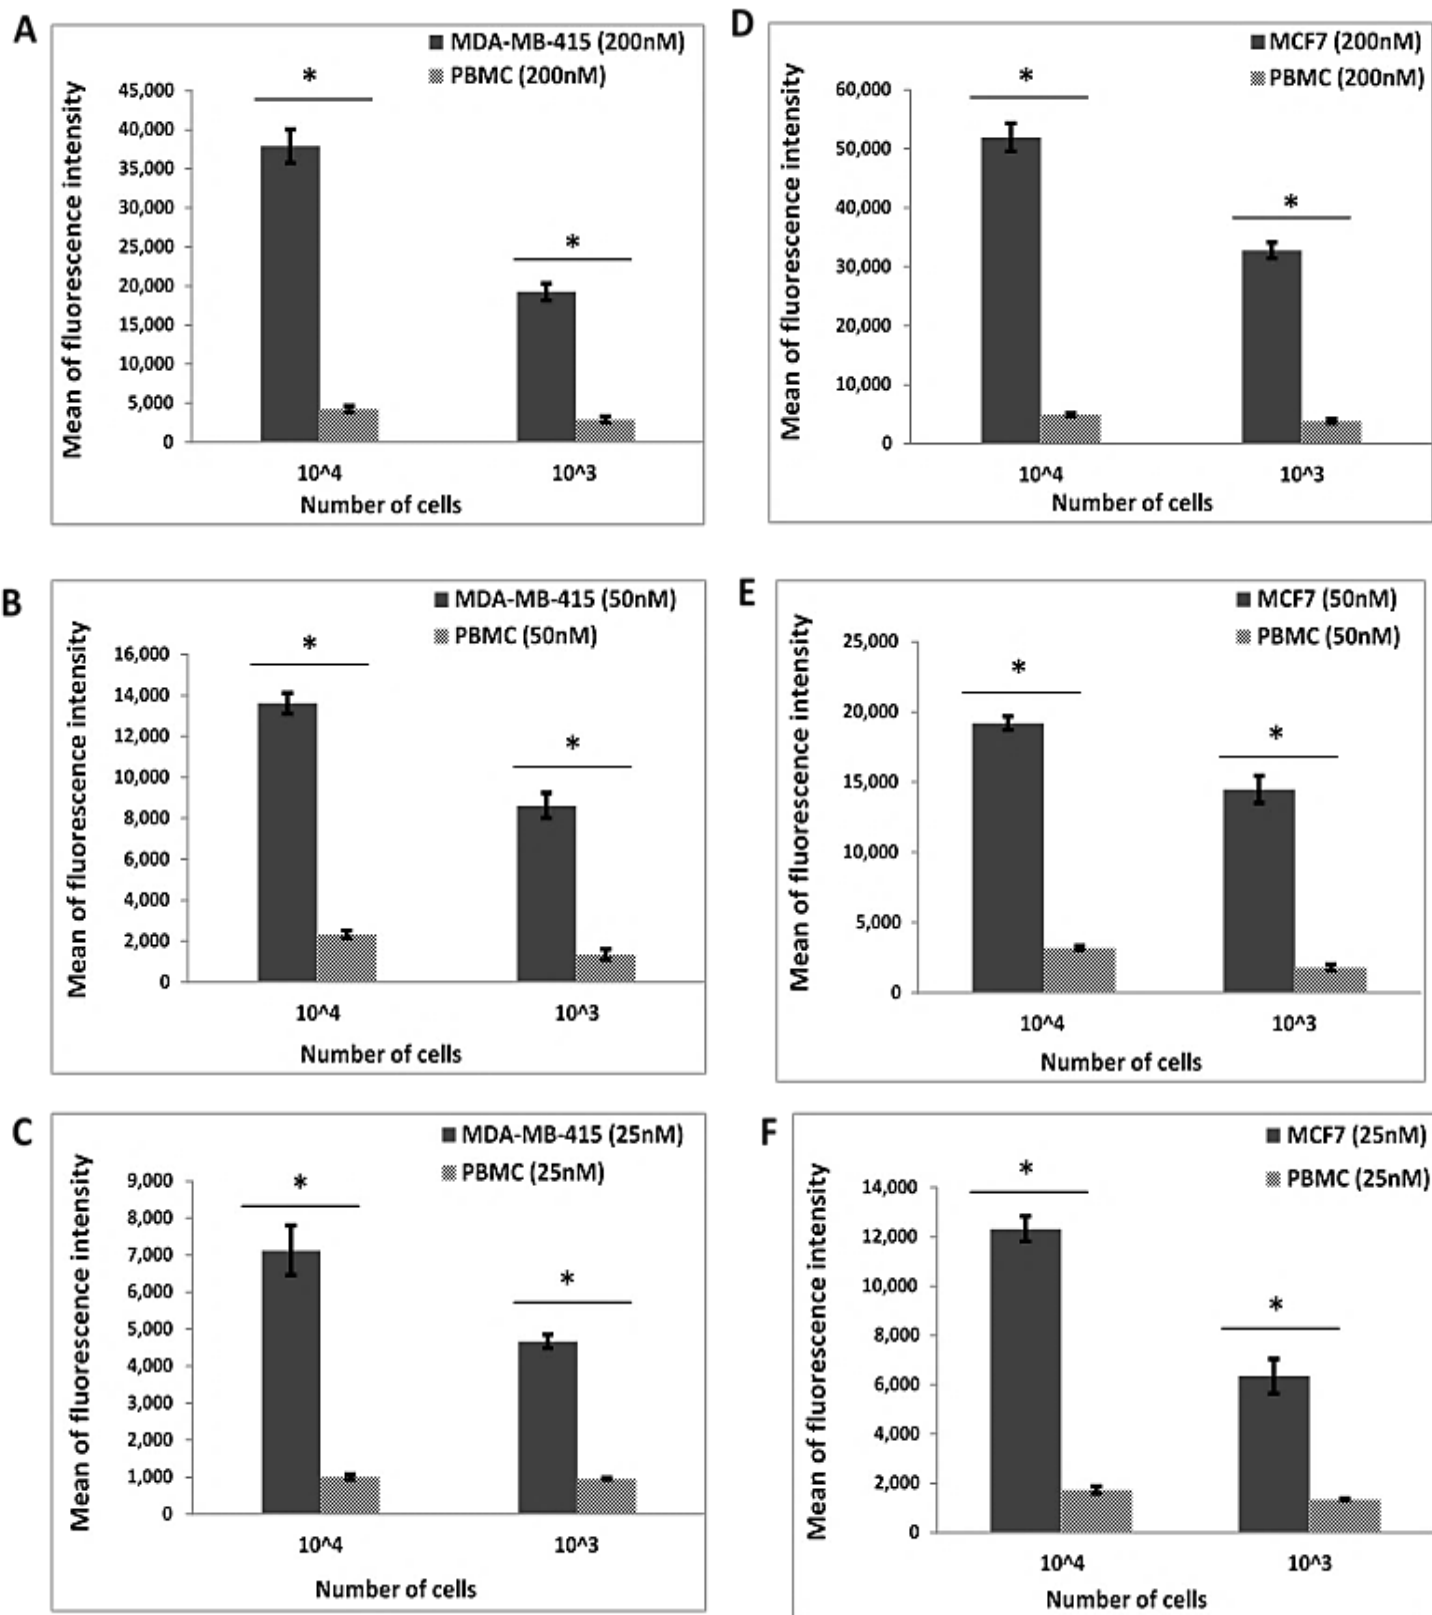 A
MDA-MB-415 (200nM)
PBMC (200nM)
Mean of fluorescence intensity
45,000
40,000
35,000
30,000
25,000
20,000
15,000
10,000
5,000
0
*
*
10^4
10^3
Number of cells
D
MCF7 (200nM)
PBMC (200nM)
Mean of fluorescence intensity
60,000
50,000
40,000
30,000
20,000
10,000
0
*
*
10^4
10^3
Number of cells
B
MDA-MB-415 (50nM)
PBMC (50nM)
Mean of fluorescence intensity
16,000
14,000
12,000
10,000
8,000
6,000
4,000
2,000
0
*
*
10^4
10^3
Number of cells
E
MCF7 (50nM)
PBMC (50nM)
Mean of fluorescence intensity
25,000
20,000
15,000
10,000
5,000
0
*
*
10^4
10^3
Number of cells
C
MDA-MB-415 (25nM)
PBMC (25nM)
Mean of fluorescence intensity
9,000
8,000
7,000
6,000
5,000
4,000
3,000
2,000
1,000
0
*
*
10^4
10^3
Number of cells
F
MCF7 (25nM)
PBMC (25nM)
Mean of fluorescence intensity
14,000
12,000
10,000
8,000
6,000
4,000
2,000
0
*
*
10^4
10^3
Number of cells